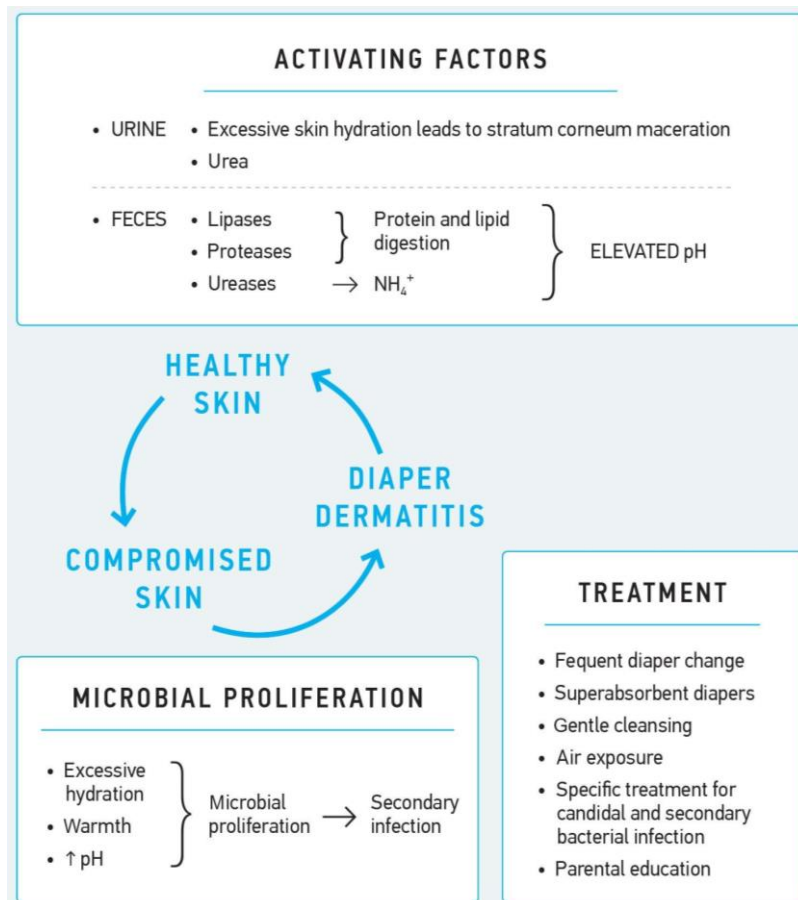 ACTIVATING FACTORS
• URINE • Excessive skin hydration leads to stratum corneum maceration
• Urea
• FECES • Lipases
• Proteases
Protein and lipid
digestion
• Ureases → NH₄⁺
ELEVATED pH
HEALTHY
SKIN
DIAPER
DERMATITIS
COMPROMISED
SKIN
MICROBIAL PROLIFERATION
• Excessive
hydration
• Warmth
• ↑ pH
Microbial
proliferation
→ Secondary
infection
TREATMENT
• Fequent diaper change
• Superabsorbent diapers
• Gentle cleansing
• Air exposure
• Specific treatment for
candidal and secondary
bacterial infection
• Parental education